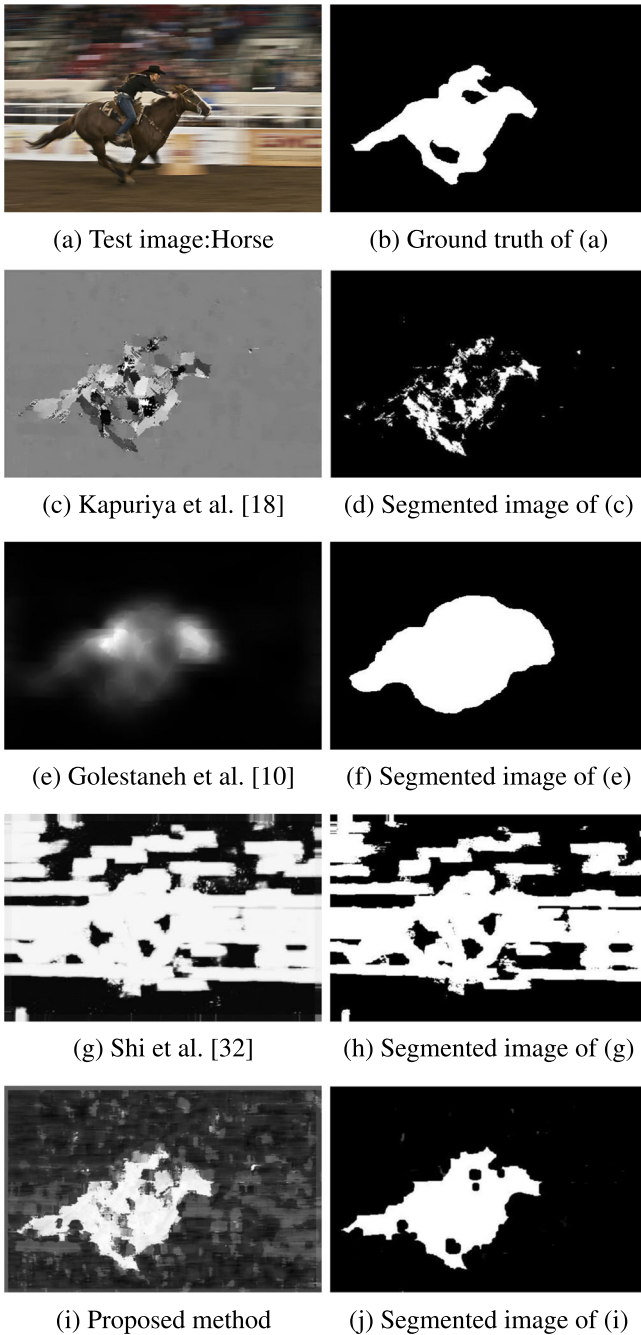 (a) Test image:Horse
(b) Ground truth of (a)
(c) Kapuriya et al. [18]
(d) Segmented image of (c)
(e) Golestaneh et al. [10]
(f) Segmented image of (e)
(g) Shi et al. [32]
(h) Segmented image of (g)
(i) Proposed method
(j) Segmented image of (i)